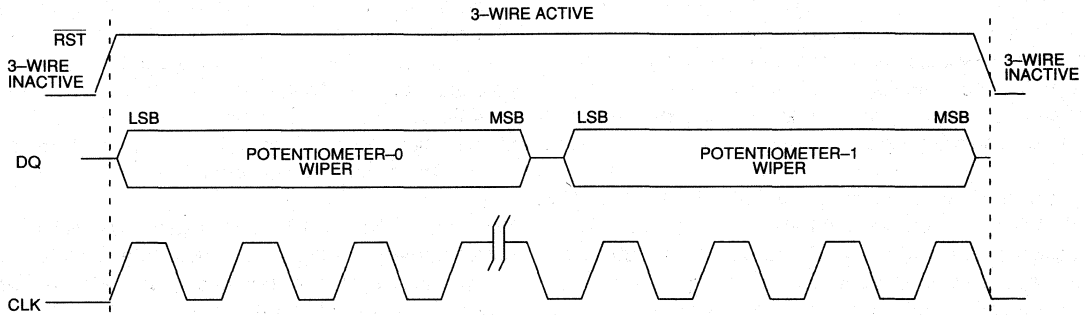 3–WIRE ACTIVE
RST
3–WIRE
INACTIVE
3–WIRE
INACTIVE
LSB
MSB
LSB
MSB
DQ
POTENTIOMETER–0
WIPER
POTENTIOMETER–1
WIPER
CLK